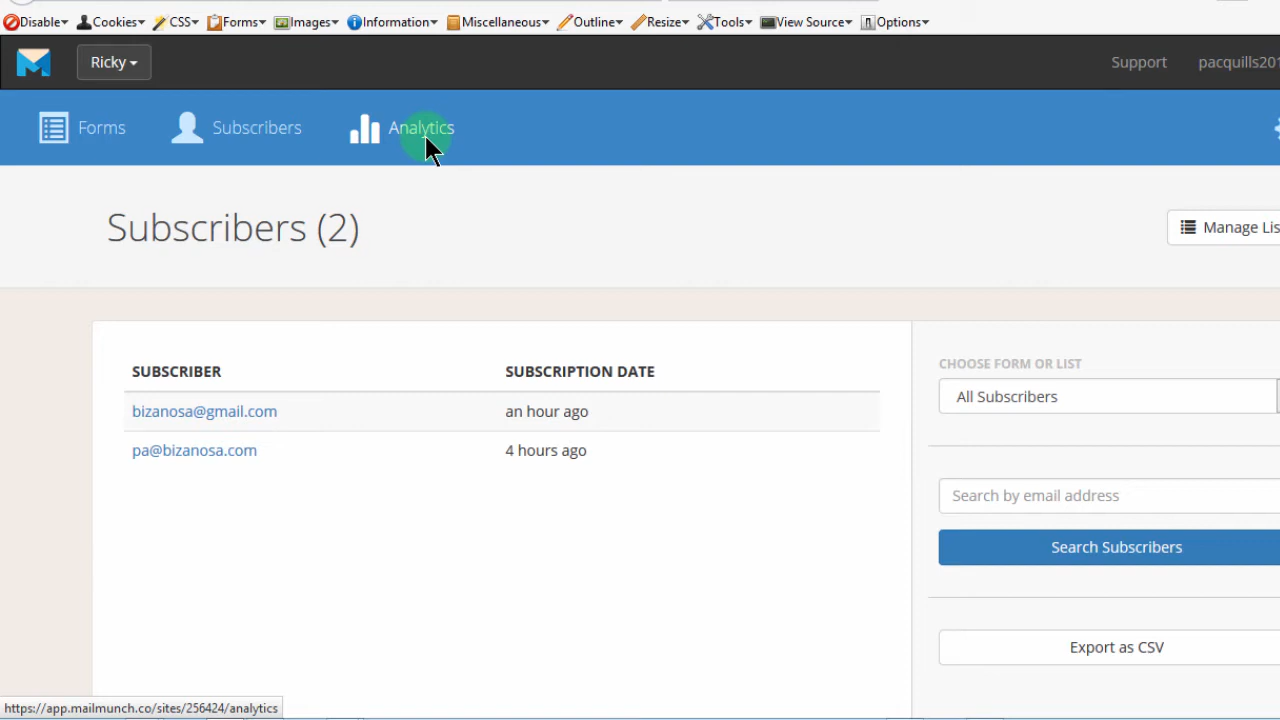 Disable Cookies CSS Forms Images Information Miscellaneous Outline Resize Tools View Source Options
Ricky Support pacquills201
Forms Subscribers Analytics
Subscribers (2)
Manage Lis
SUBSCRIBER SUBSCRIPTION DATE
bizanosa@gmail.com an hour ago
pa@bizanosa.com 4 hours ago
CHOOSE FORM OR LIST
All Subscribers
Search by email address
Search Subscribers
Export as CSV
https://app.mailmunch.co/sites/256424/analytics